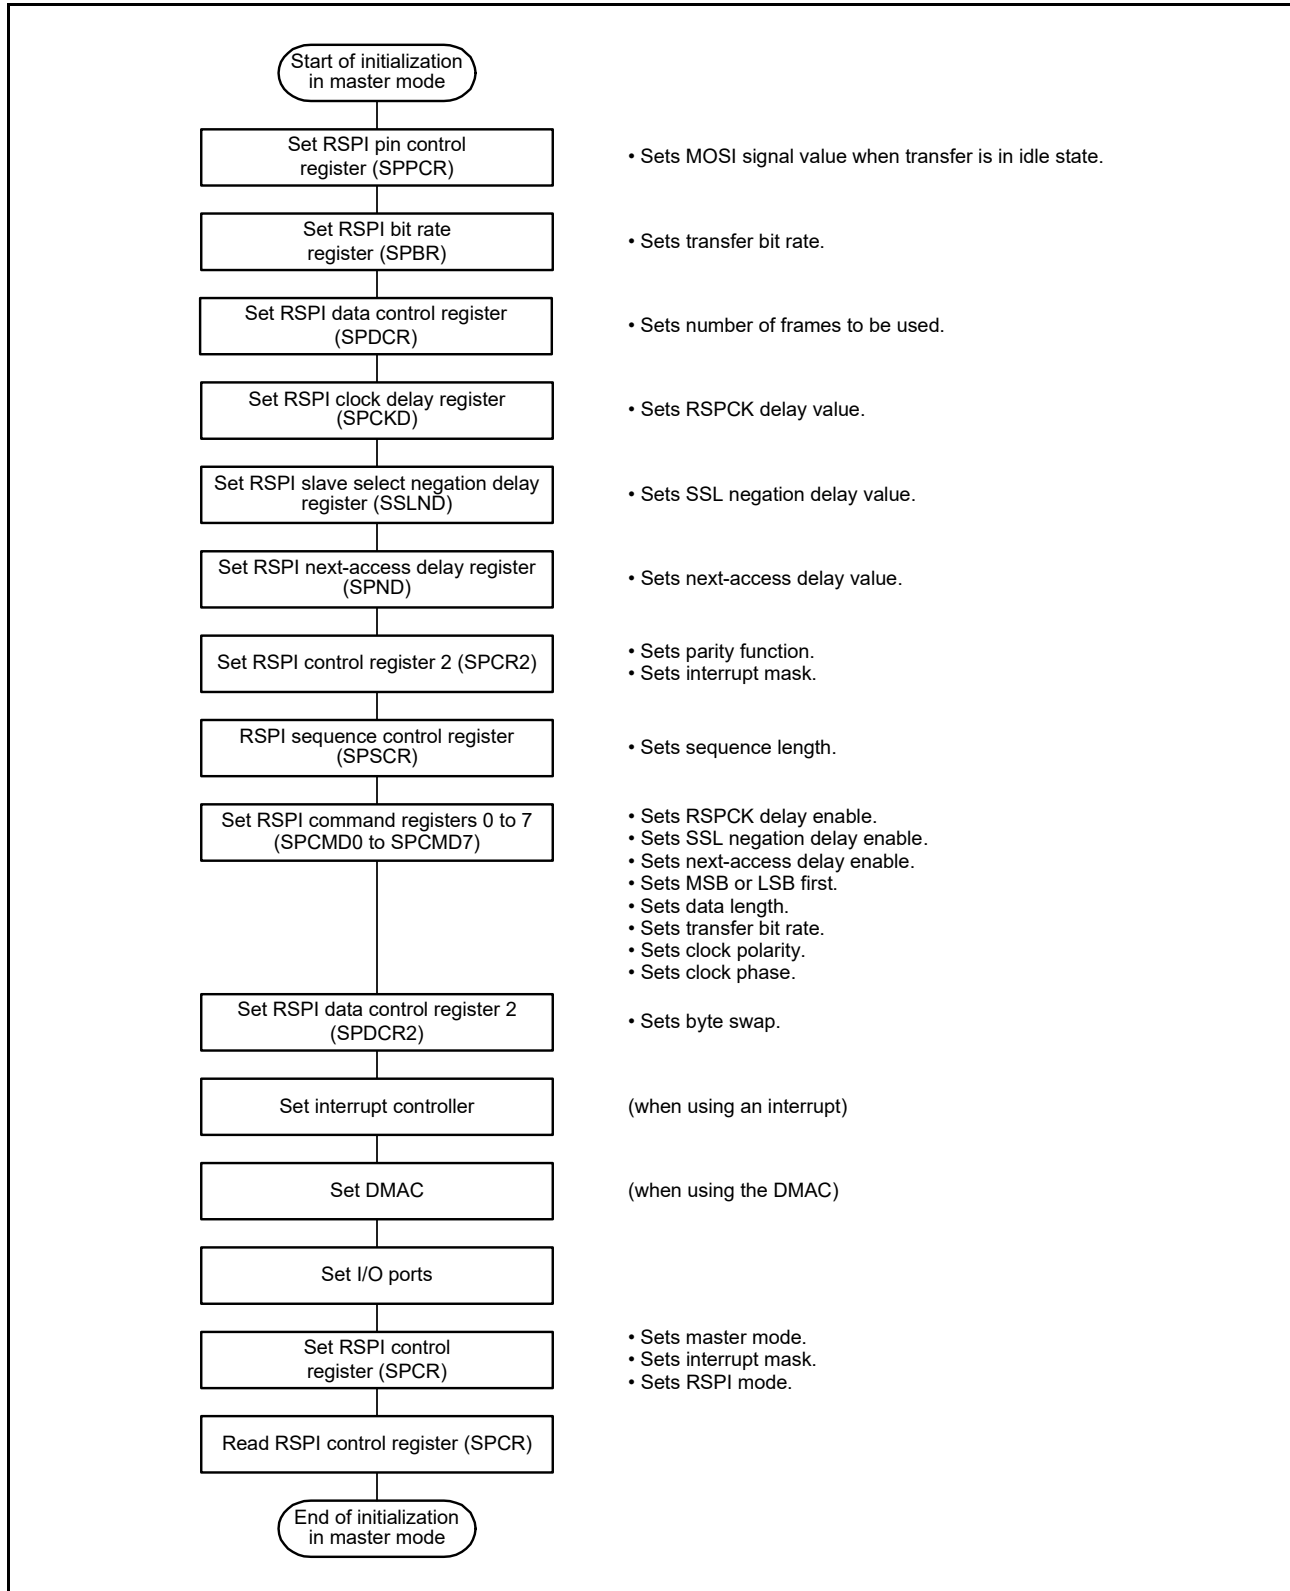 Start of initialization
in master mode
Set RSPI pin control
register (SPPCR)
• Sets MOSI signal value when transfer is in idle state.
Set RSPI bit rate
register (SPBR)
• Sets transfer bit rate.
Set RSPI data control register
(SPDCR)
• Sets number of frames to be used.
Set RSPI clock delay register
(SPCKD)
• Sets RSPCK delay value.
Set RSPI slave select negation delay
register (SSLND)
• Sets SSL negation delay value.
Set RSPI next-access delay register
(SPND)
• Sets next-access delay value.
Set RSPI control register 2 (SPCR2)
• Sets parity function.
• Sets interrupt mask.
RSPI sequence control register
(SPSCR)
• Sets sequence length.
Set RSPI command registers 0 to 7
(SPCMD0 to SPCMD7)
• Sets RSPCK delay enable.
• Sets SSL negation delay enable.
• Sets next-access delay enable.
• Sets MSB or LSB first.
• Sets data length.
• Sets transfer bit rate.
• Sets clock polarity.
• Sets clock phase.
Set RSPI data control register 2
(SPDCR2)
• Sets byte swap.
Set interrupt controller
(when using an interrupt)
Set DMAC
(when using the DMAC)
Set I/O ports
Set RSPI control
register (SPCR)
• Sets master mode.
• Sets interrupt mask.
• Sets RSPI mode.
Read RSPI control register (SPCR)
End of initialization
in master mode